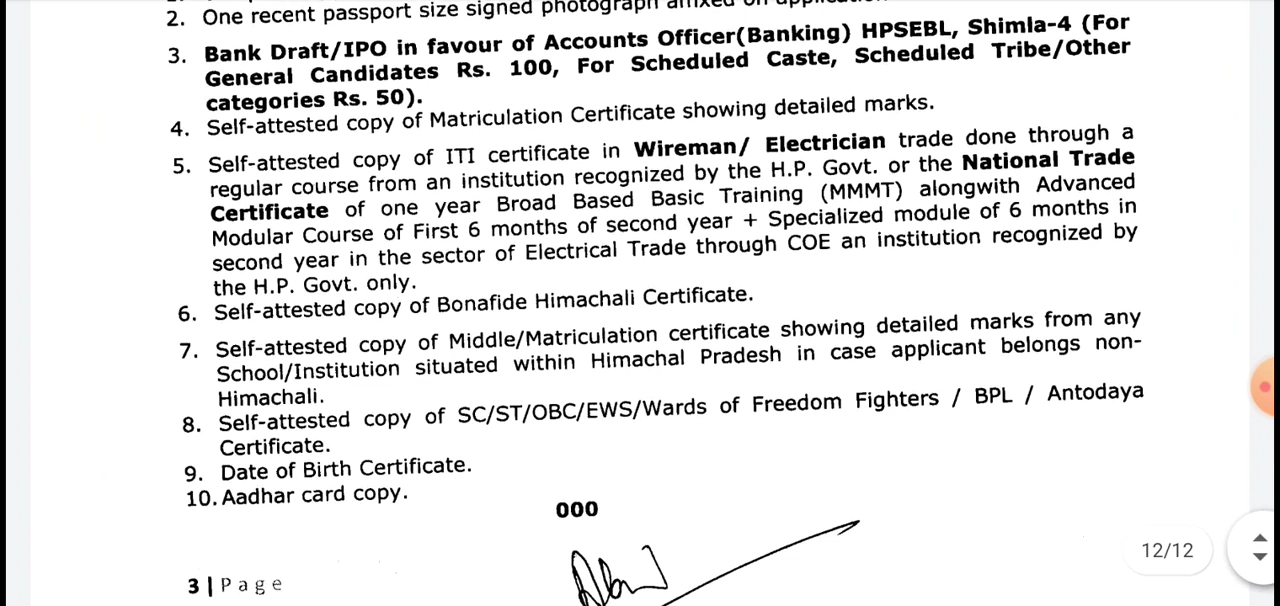 2. One recent passport size signed photograph affixed on
3. Bank Draft/IPO in favour of Accounts Officer(Banking) HPSEBL, Shimla-4 (For
General Candidates Rs. 100, For Scheduled Caste, Scheduled Tribe/Other
categories Rs. 50).
4. Self-attested copy of Matriculation Certificate showing detailed marks.
5. Self-attested copy of ITI certificate in Wireman/ Electrician trade done through a
regular course from an institution recognized by the H.P. Govt. or the National Trade
Certificate of one year Broad Based Basic Training (MMMT) alongwith Advanced
Modular Course of First 6 months of second year + Specialized module of 6 months in
second year in the sector of Electrical Trade through COE an institution recognized by
the H.P. Govt. only.
6. Self-attested copy of Bonafide Himachali Certificate.
7. Self-attested copy of Middle/Matriculation certificate showing detailed marks from any
School/Institution situated within Himachal Pradesh in case applicant belongs non-
Himachali.
8. Self-attested copy of SC/ST/OBC/EWS/Wards of Freedom Fighters / BPL / Antodaya
Certificate.
9. Date of Birth Certificate.
10. Aadhar card copy.
000
12/12
3 | Page